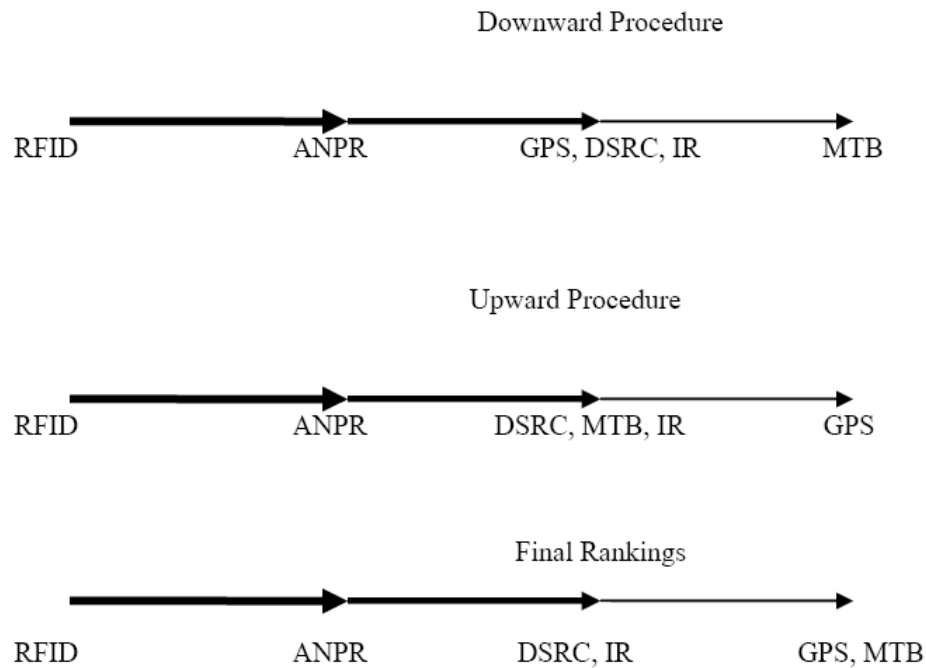 Downward Procedure
RFID ANPR GPS, DSRC, IR MTB
Upward Procedure
RFID ANPR DSRC, MTB, IR GPS
Final Rankings
RFID ANPR DSRC, IR GPS, MTB